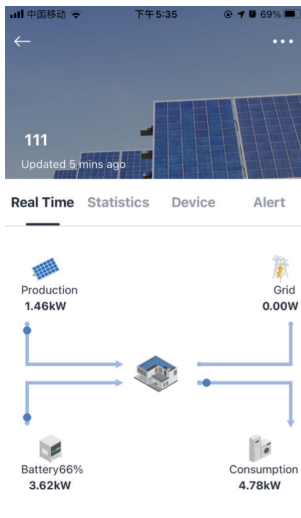 中国移动 下午5:35 69%
111
Updated 5 mins ago
Real Time Statistics Device Alert
Production Grid
1.46kW 0.00W
Battery66% Consumption
3.62kW 4.78kW